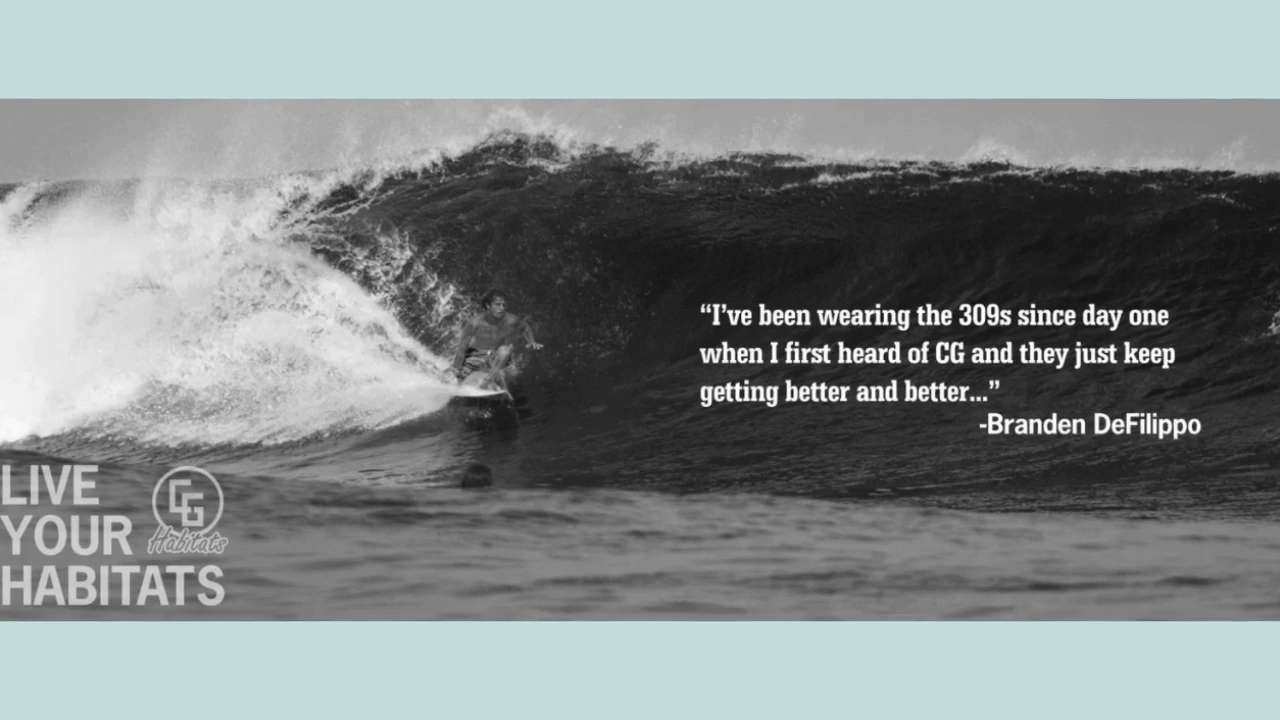 “I’ve been wearing the 309s since day one
when I first heard of CG and they just keep
getting better and better...”
-Branden DeFilippo
LIVE
YOUR
HABITATS
CG
Habitats